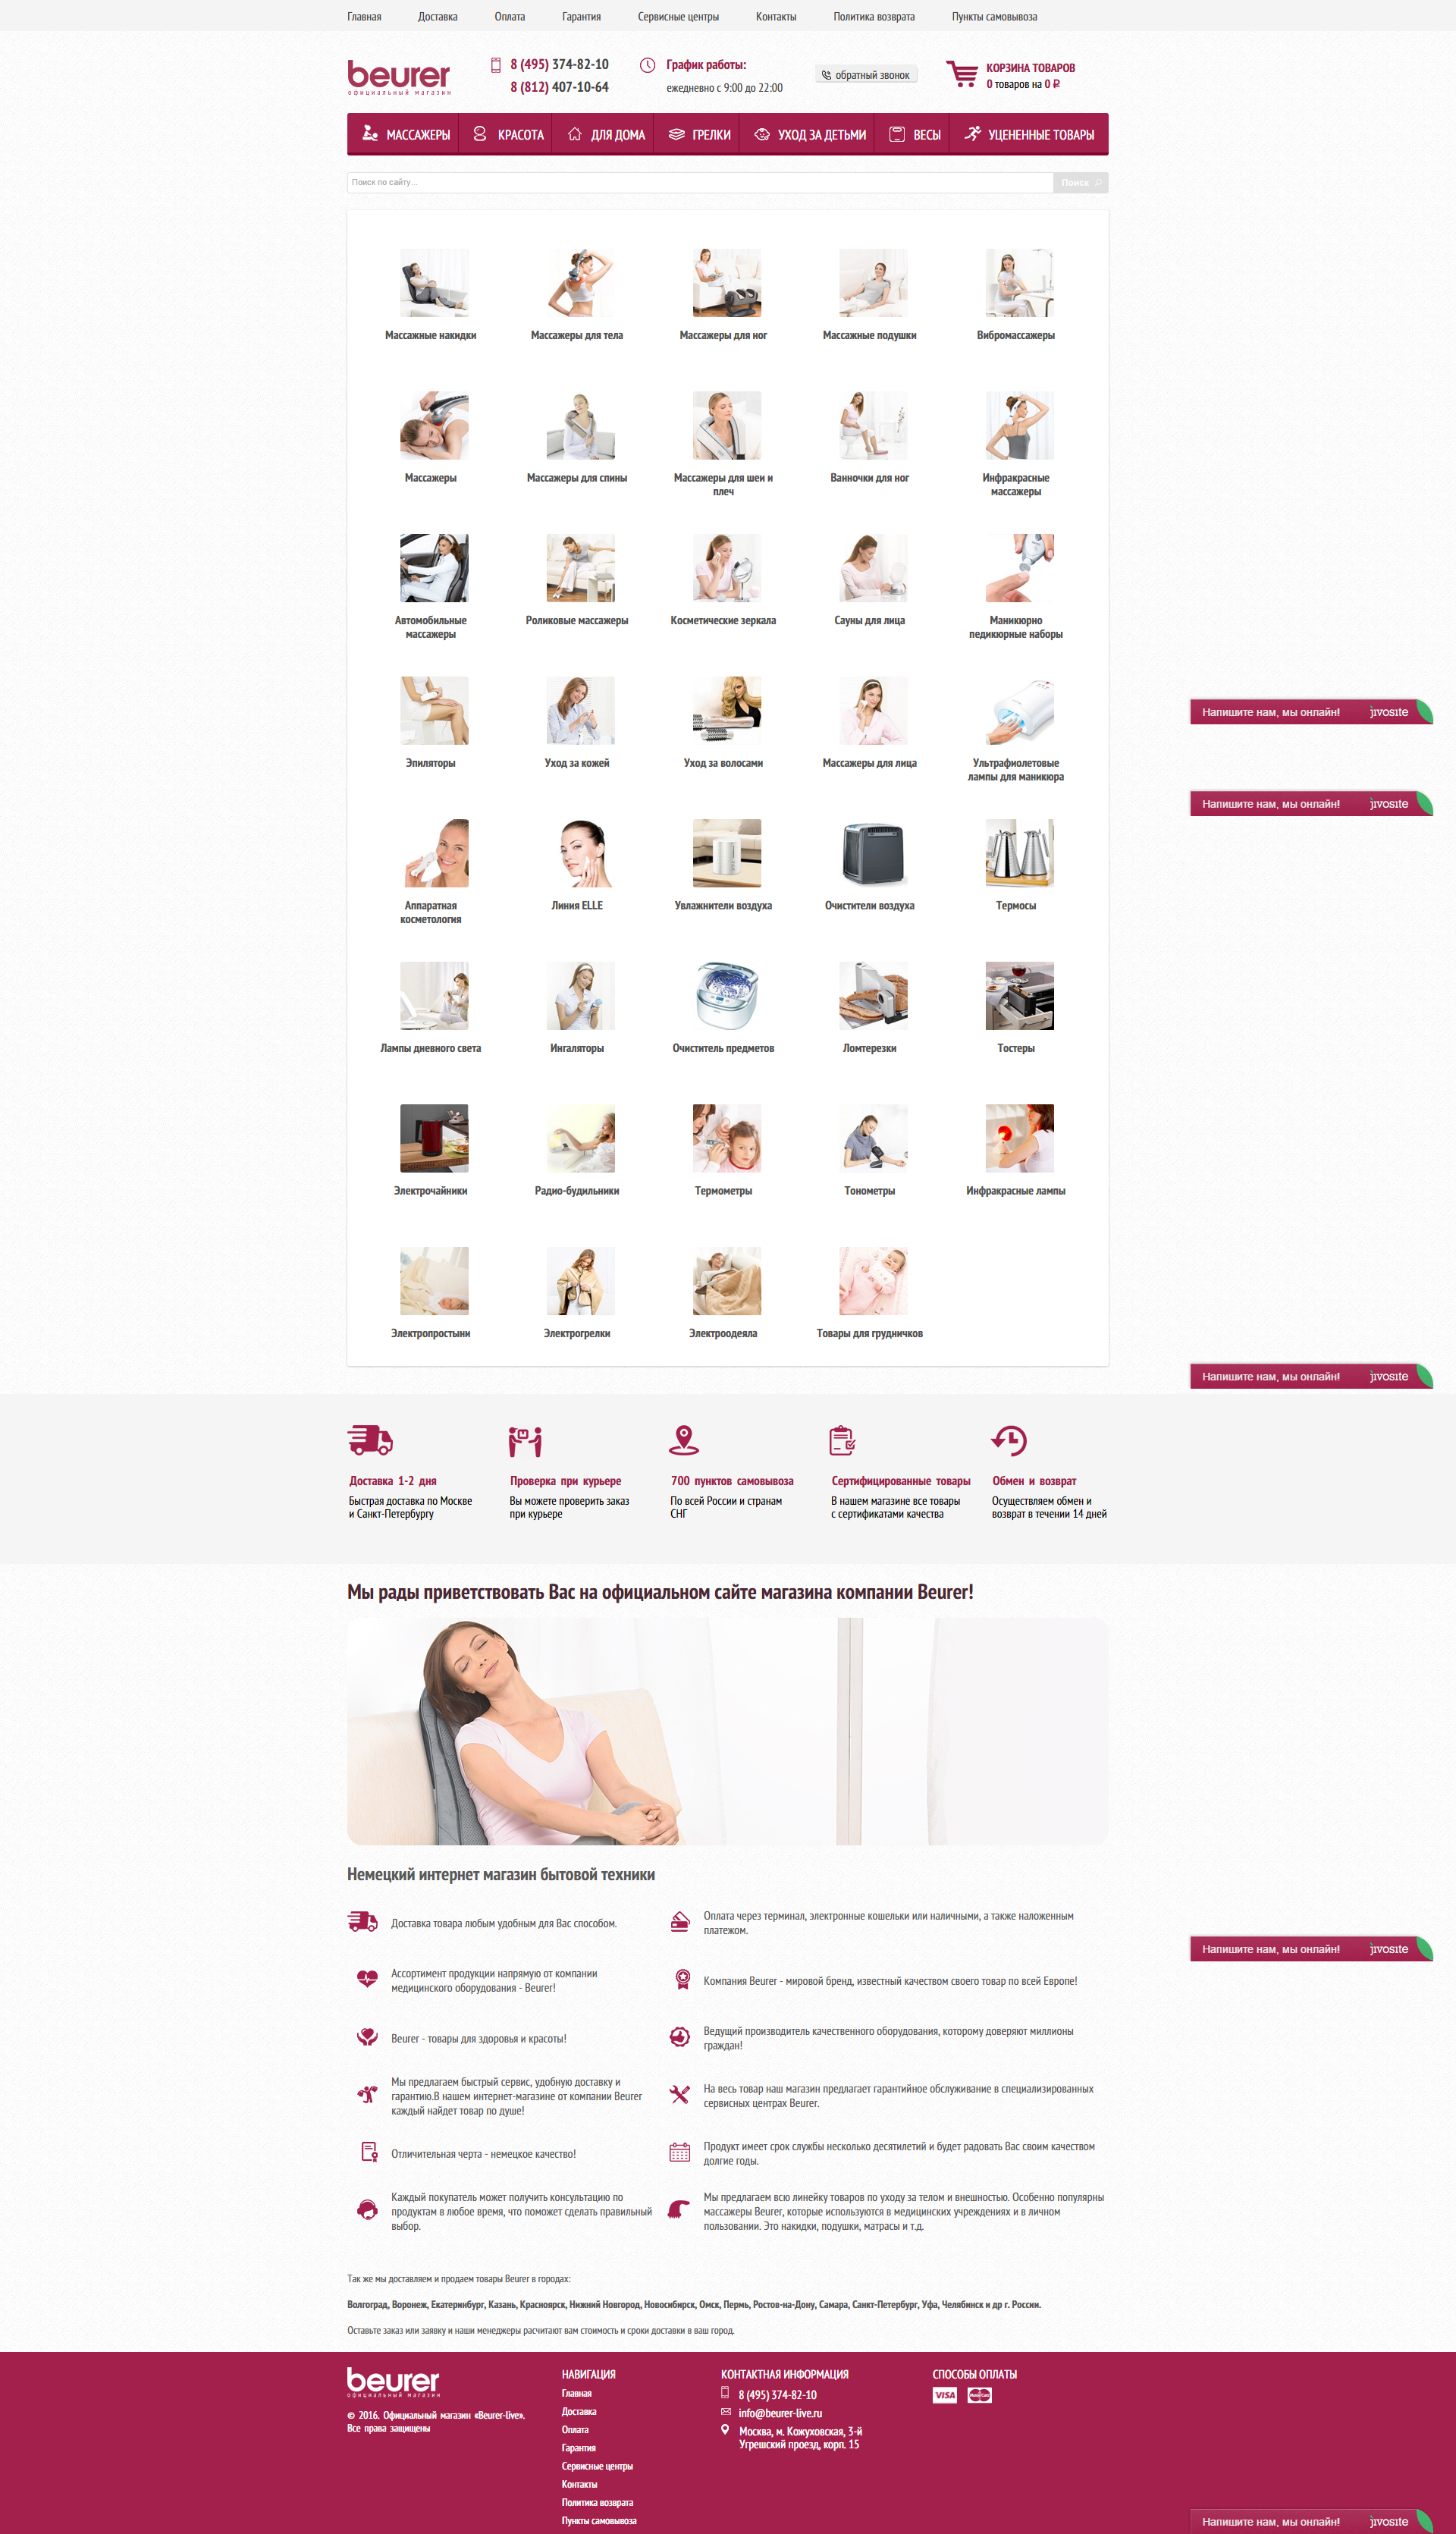 Главная Доставка Оплата Гарантия Сервисные центры Контакты Политика возврата Пункты самовывоза
beurer
официальный магазин
8 (495) 374-82-10
8 (812) 407-10-64
График работы:
ежедневно с 9:00 до 22:00
обратный звонок
КОРЗИНА ТОВАРОВ
0 товаров на 0 ₽
МАССАЖЕРЫ КРАСОТА ДЛЯ ДОМА ГРЕЛКИ УХОД ЗА ДЕТЬМИ ВЕСЫ УЦЕНЕННЫЕ ТОВАРЫ
Поиск по сайту... Поиск
Массажные накидки
Массажеры для тела
Массажеры для ног
Массажные подушки
Вибромассажеры
Массажеры
Массажеры для спины
Массажеры для шеи и
плеч
Ванночки для ног
Инфракрасные
массажеры
Автомобильные
массажеры
Роликовые массажеры
Косметические зеркала
Сауны для лица
Маникюрно
педикюрные наборы
Эпиляторы
Уход за кожей
Уход за волосами
Массажеры для лица
Ультрафиолетовые
лампы для маникюра
Напишите нам, мы онлайн! jivosite
Напишите нам, мы онлайн! jivosite
Аппаратная
косметология
Линия ELLE
Увлажнители воздуха
Очистители воздуха
Термосы
Лампы дневного света
Ингаляторы
Очиститель предметов
Ломтерезки
Тостеры
Электрочайники
Радио-будильники
Термометры
Тонометры
Инфракрасные лампы
Электропростыни
Электрогрелки
Электроодеяла
Товары для грудничков
Напишите нам, мы онлайн! jivosite
Доставка 1-2 дня
Быстрая доставка по Москве
и Санкт-Петербургу
Проверка при курьере
Вы можете проверить заказ
при курьере
700 пунктов самовывоза
По всей России и странам
СНГ
Сертифицированные товары
В нашем магазине все товары
с сертификатами качества
Обмен и возврат
Осуществляем обмен и
возврат в течении 14 дней
Мы рады приветствовать Вас на официальном сайте магазина компании Beurer!
Немецкий интернет магазин бытовой техники
Доставка товара любым удобным для Вас способом.
Оплата через терминал, электронные кошельки или наличными, а также наложенным
платежом.
Напишите нам, мы онлайн! jivosite
Ассортимент продукции напрямую от компании
медицинского оборудования - Beurer!
Компания Beurer - мировой бренд, известный качеством своего товар по всей Европе!
Beurer - товары для здоровья и красоты!
Ведущий производитель качественного оборудования, которому доверяют миллионы
граждан!
Мы предлагаем быстрый сервис, удобную доставку и
гарантию.В нашем интернет-магазине от компании Beurer
каждый найдет товар по душе!
На весь товар наш магазин предлагает гарантийное обслуживание в специализированных
сервисных центрах Beurer.
Отличительная черта - немецкое качество!
Продукт имеет срок службы несколько десятилетий и будет радовать Вас своим качеством
долгие годы.
Каждый покупатель может получить консультацию по
продуктам в любое время, что поможет сделать правильный
выбор.
Мы предлагаем всю линейку товаров по уходу за телом и внешностью. Особенно популярны
массажеры Beurer, которые используются в медицинских учреждениях и в личном
пользовании. Это накидки, подушки, матрасы и т.д.
Так же мы доставляем и продаем товары Beurer в городах:
Волгоград, Воронеж, Екатеринбург, Казань, Красноярск, Нижний Новгород, Новосибирск, Омск, Пермь, Ростов-на-Дону, Самара, Санкт-Петербург, Уфа, Челябинск и др г. России.
Оставьте заказ или заявку и наши менеджеры расчитают вам стоимость и сроки доставки в ваш город.
beurer
официальный магазин
© 2016. Официальный магазин «Beurer-live».
Все права защищены
НАВИГАЦИЯ
Главная
Доставка
Оплата
Гарантия
Сервисные центры
Контакты
Политика возврата
Пункты самовывоза
КОНТАКТНАЯ ИНФОРМАЦИЯ
8 (495) 374-82-10
info@beurer-live.ru
Москва, м. Кожуховская, 3-й
Угрешский проезд, корп. 15
СПОСОБЫ ОПЛАТЫ
VISA MasterCard
Напишите нам, мы онлайн! jivosite